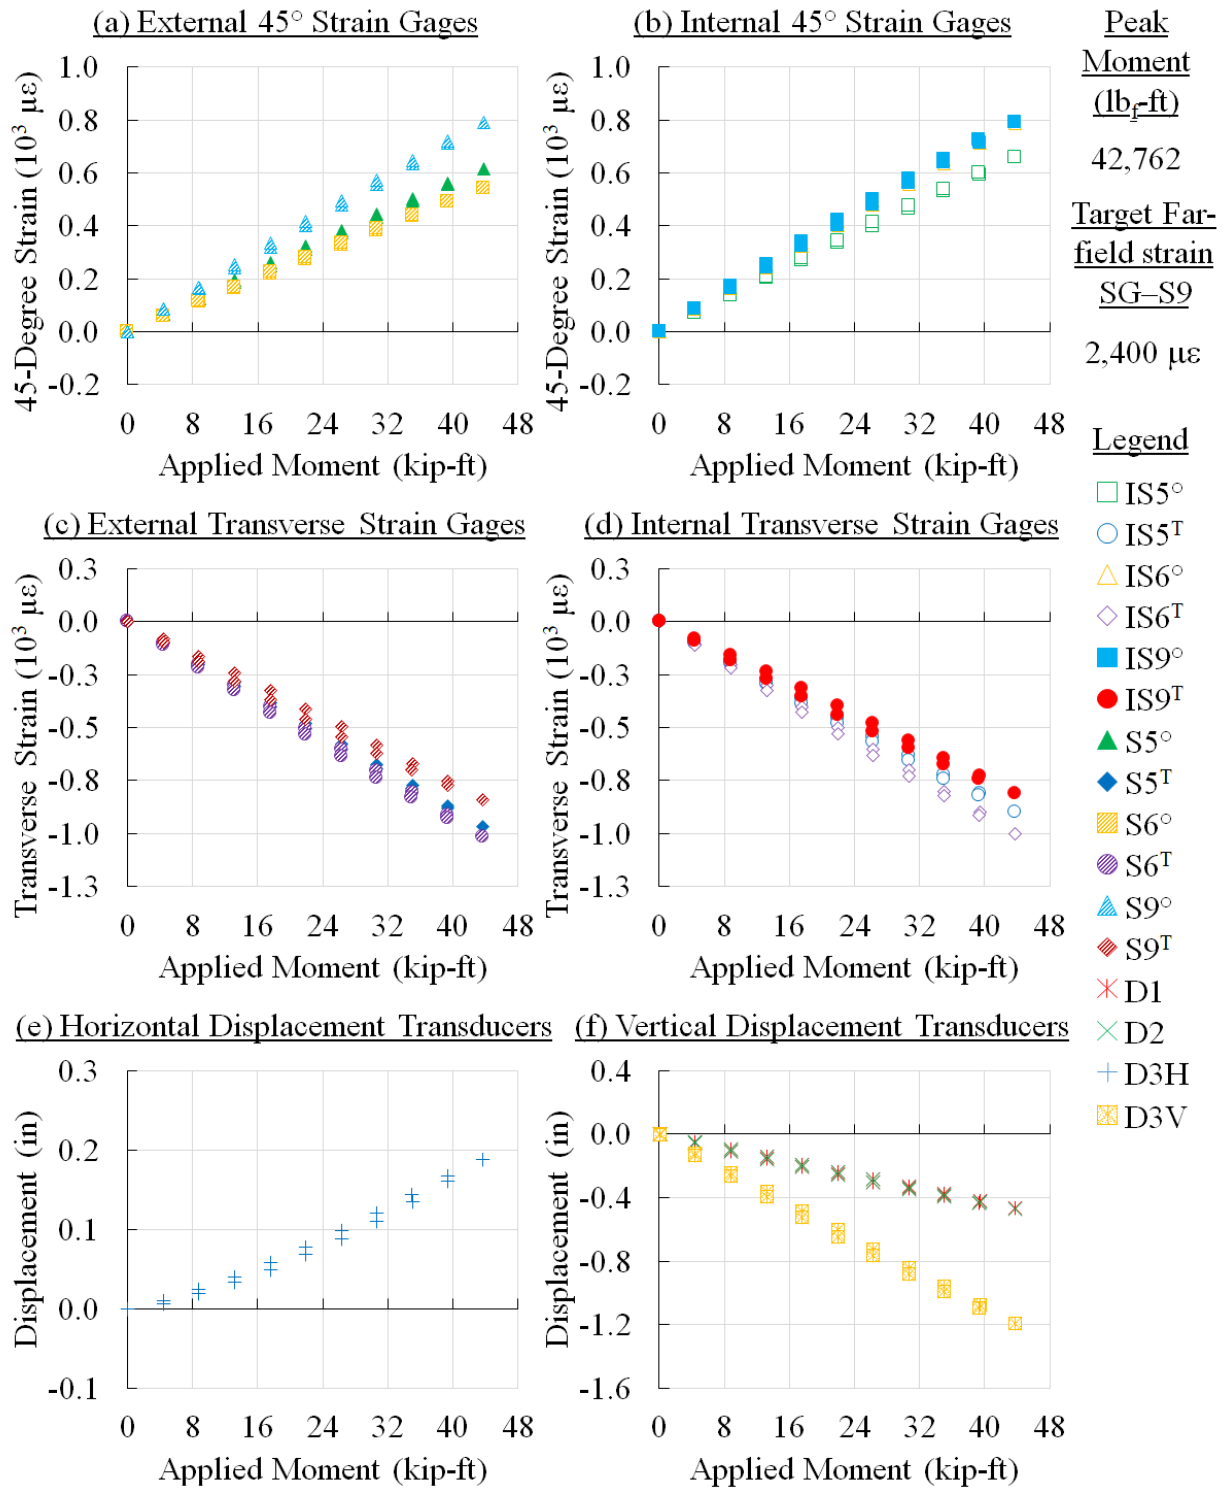 (a) External 45° Strain Gages
45-Degree Strain (10³ µε)
1.0
0.8
0.6
0.4
0.2
0.0
-0.2
0 8 16 24 32 40 48
Applied Moment (kip-ft)
(b) Internal 45° Strain Gages
45-Degree Strain (10³ µε)
1.0
0.8
0.6
0.4
0.2
0.0
-0.2
0 8 16 24 32 40 48
Applied Moment (kip-ft)
(c) External Transverse Strain Gages
Transverse Strain (10³ µε)
0.3
0.0
-0.3
-0.5
-0.8
-1.0
-1.3
0 8 16 24 32 40 48
Applied Moment (kip-ft)
(d) Internal Transverse Strain Gages
Transverse Strain (10³ µε)
0.3
0.0
-0.3
-0.5
-0.8
-1.0
-1.3
0 8 16 24 32 40 48
Applied Moment (kip-ft)
(e) Horizontal Displacement Transducers
Displacement (in)
0.3
0.2
0.1
0.0
-0.1
0 8 16 24 32 40 48
Applied Moment (kip-ft)
(f) Vertical Displacement Transducers
Displacement (in)
0.4
0.0
-0.4
-0.8
-1.2
-1.6
0 8 16 24 32 40 48
Applied Moment (kip-ft)
Peak
Moment
(lb_f-ft)
42,762
Target Far-
field strain
SG–S9
2,400 µε
Legend
IS5°
IS5ᵀ
IS6°
IS6ᵀ
IS9°
IS9ᵀ
S5°
S5ᵀ
S6°
S6ᵀ
S9°
S9ᵀ
D1
D2
D3H
D3V